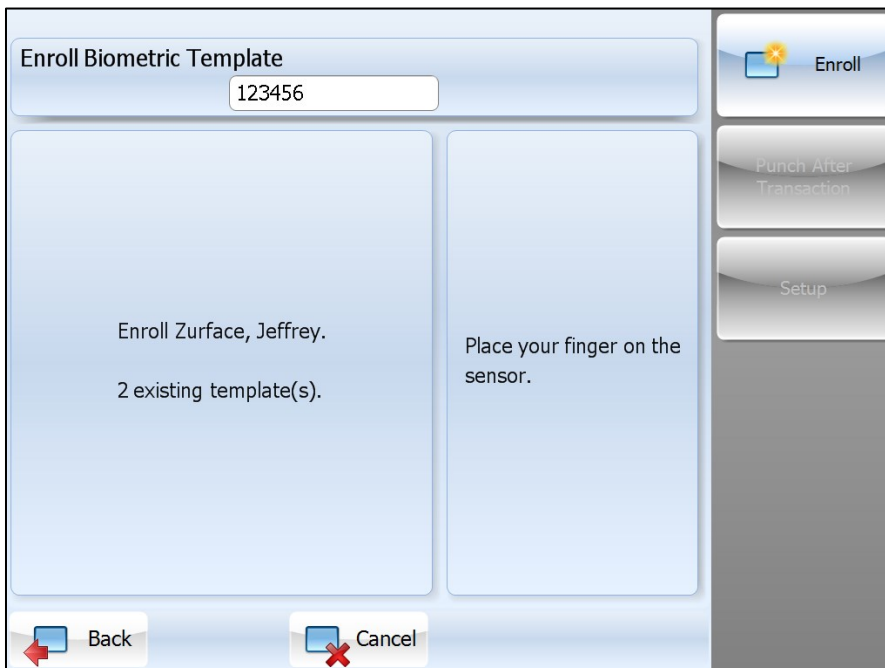 Enroll Biometric Template
123456
Enroll Zurface, Jeffrey.
2 existing template(s).
Place your finger on the
sensor.
Enroll
Punch After
Transaction
Setup
Back
Cancel